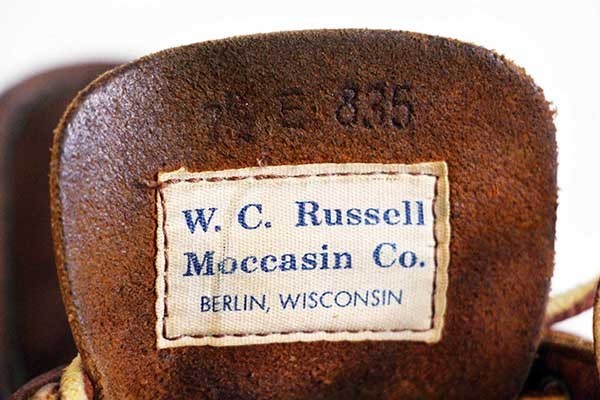 E 835
W. C. Russell
Moccasin Co.
BERLIN, WISCONSIN